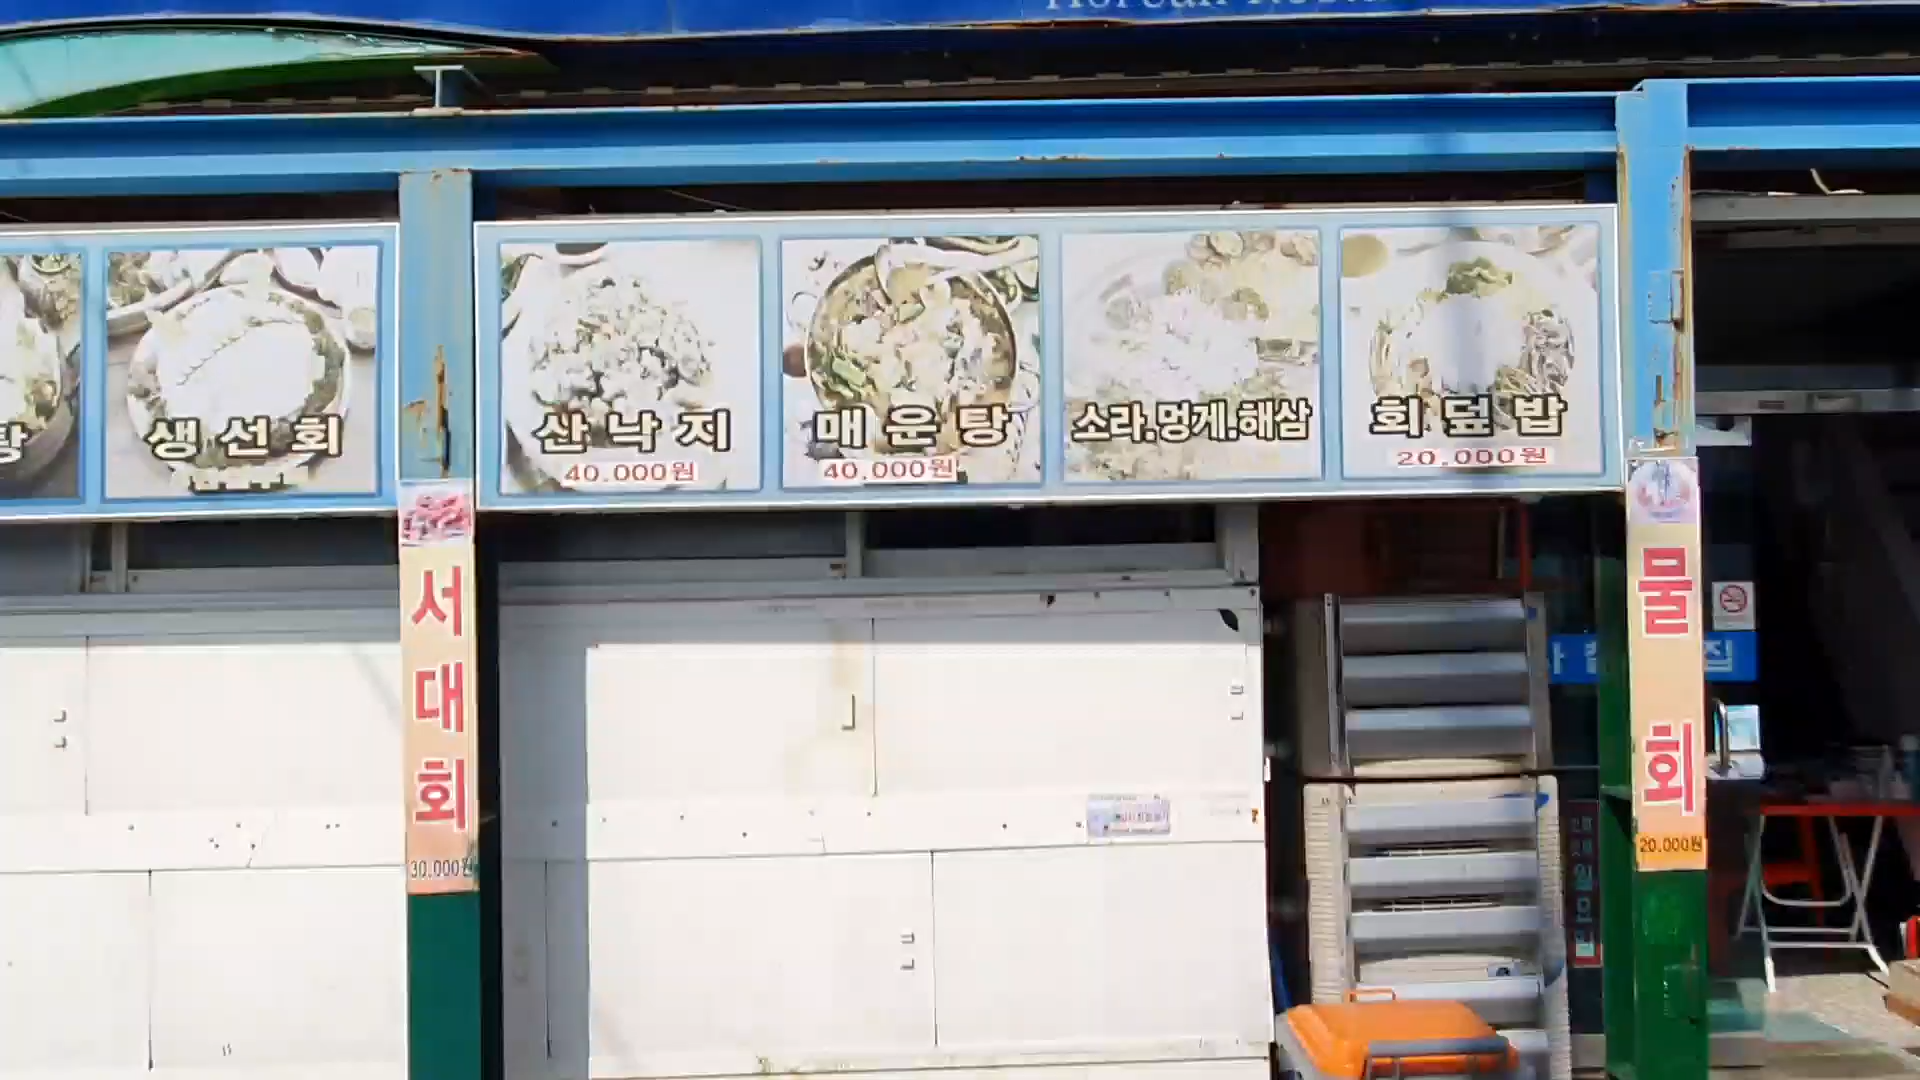 Korean
탕
생선회
산낙지
40.000원
매운탕
40.000원
소라.멍게.해삼
회덮밥
20.000원
서대회
30.000원
물회
20.000원
집